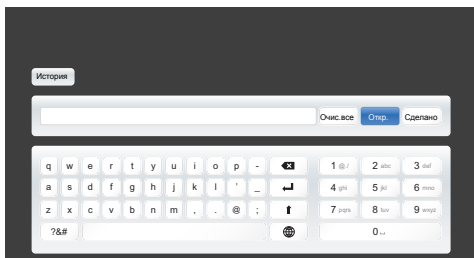 История
Очис.все Откр. Сделано
q w e r t y u i o p - 1 @./ 2 abc 3 def
a s d f g h j k l ' _ 4 ghi 5 jkl 6 mno
z x c v b n m , . @ ; 7 pqrs 8 tuv 9 wxyz
?&# 0